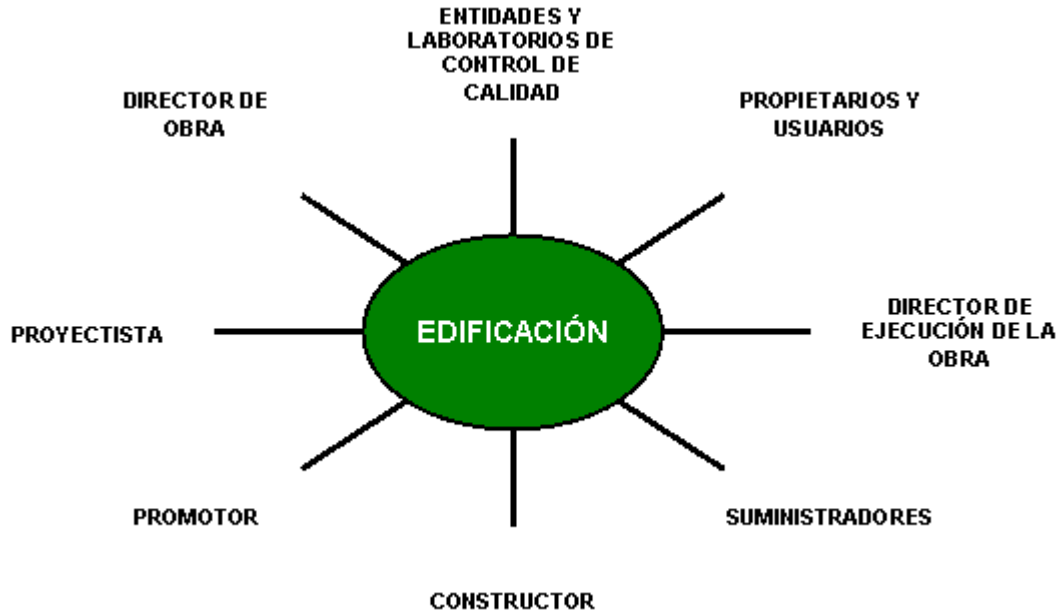 ENTIDADES Y
LABORATORIOS DE
CONTROL DE
CALIDAD
DIRECTOR DE
OBRA
PROPIETARIOS Y
USUARIOS
PROYECTISTA
EDIFICACIÓN
DIRECTOR DE
EJECUCIÓN DE LA
OBRA
PROMOTOR
SUMINISTRADORES
CONSTRUCTOR